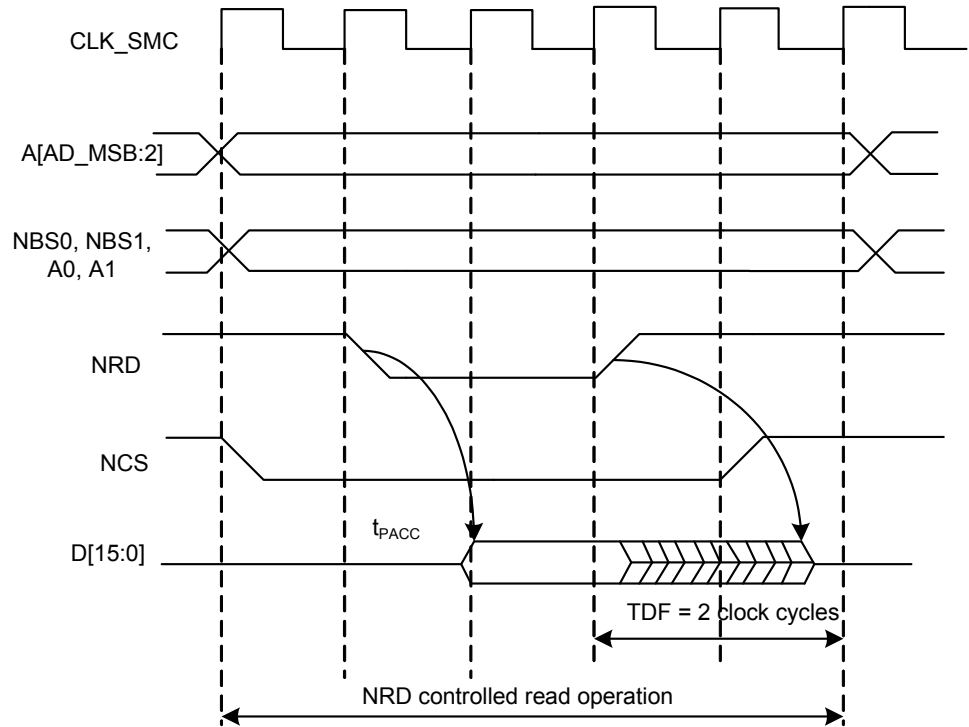 CLK_SMC
A[AD_MSB:2]
NBS0, NBS1,
A0, A1
NRD
NCS
tPACC
D[15:0]
TDF = 2 clock cycles
NRD controlled read operation